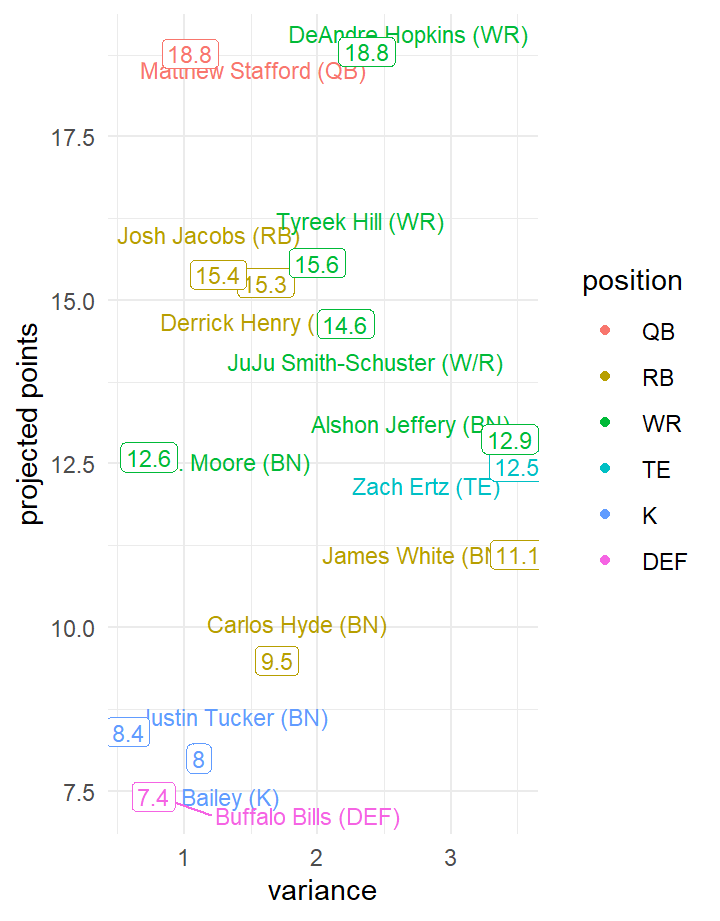 DeAndre Hopkins (WR)
18.8
18.8
Matthew Stafford (QB)
17.5
Tyreek Hill (WR)
Josh Jacobs (RB)
15.6
15.4
15.3
15.0
Derrick Henry (
14.6
JuJu Smith-Schuster (W/R)
Alshon Jeffery (BN)
12.9
12.6
. Moore (BN)
12.5
12.5
Zach Ertz (TE)
James White (BN
11.1
10.0
Carlos Hyde (BN)
9.5
Justin Tucker (BN)
8.4
8
7.5
7.4
Bailey (K)
Buffalo Bills (DEF)
1
2
3
variance
projected points
position
QB
RB
WR
TE
K
DEF